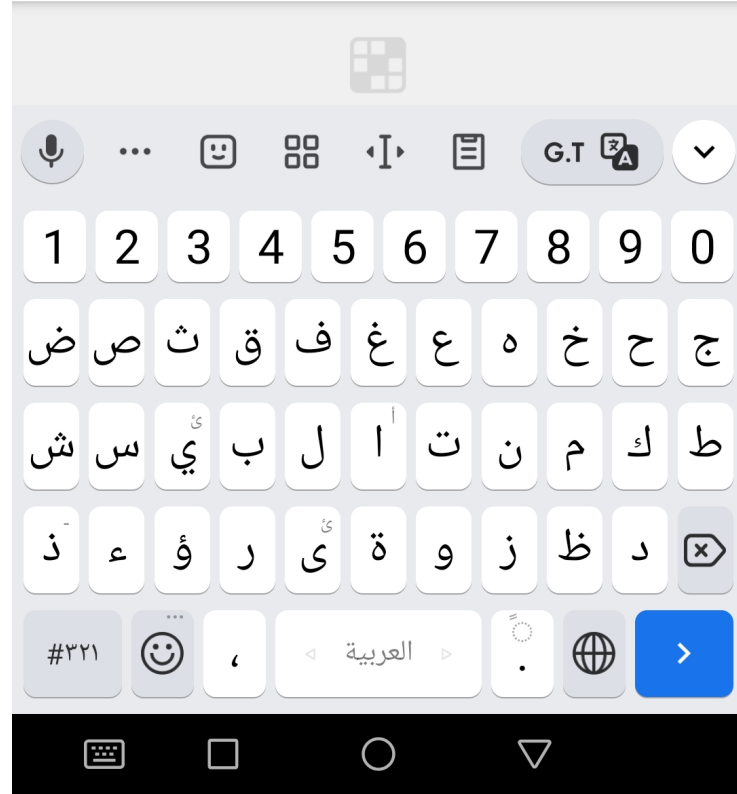 G.T
1 2 3 4 5 6 7 8 9 0
ض ص ث ق ف غ ع ه خ ح ج
ش س ي ئ ب ل ا أ ت ن م ك ط
ذ ء ؤ ر ى ئ ة و ز ظ د
#٣٢١ ، العربية .